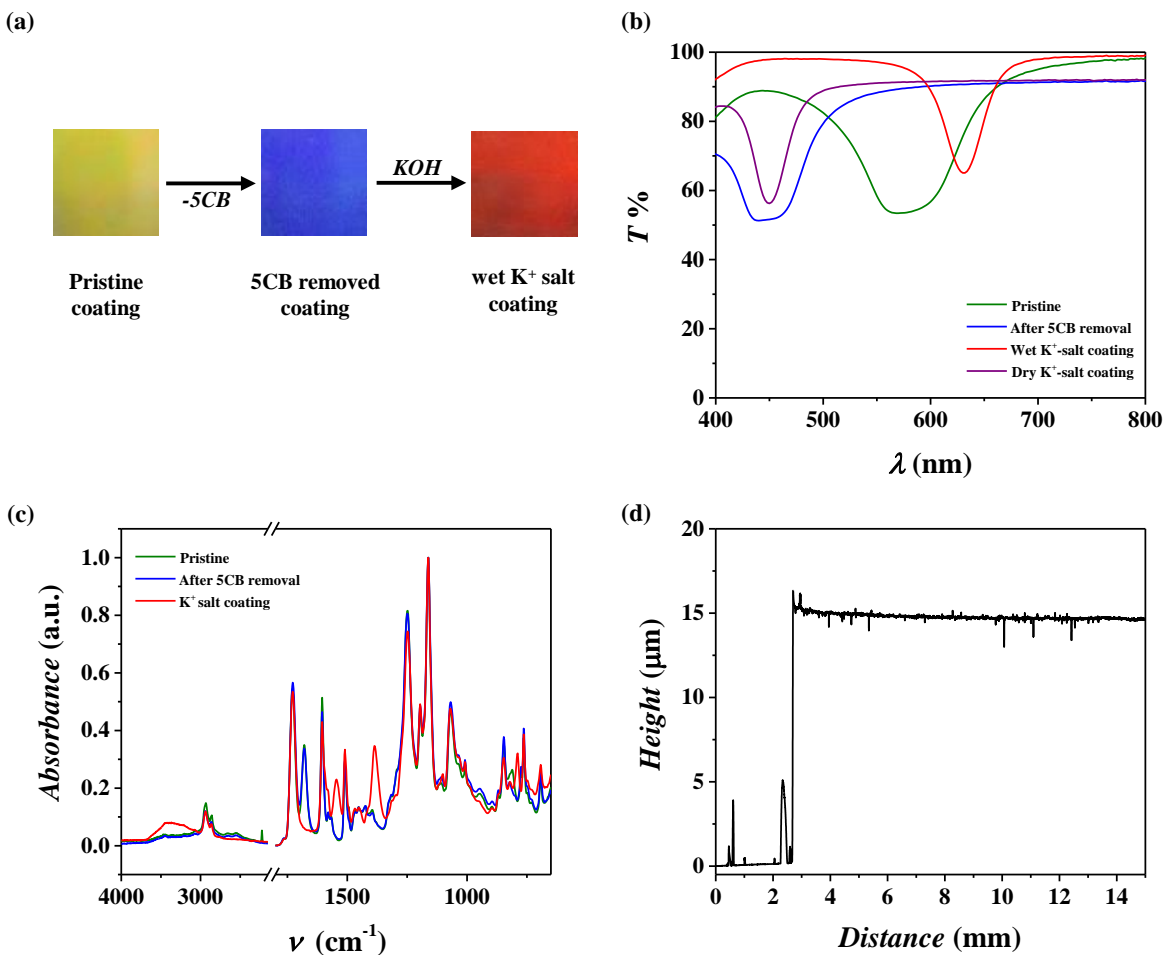 (a)
-5CB
KOH
Pristine
coating
5CB removed
coating
wet K⁺ salt
coating
(b)
100
80
60
40
20
0
T %
400 500 600 700 800
λ (nm)
Pristine
After 5CB removal
Wet K⁺-salt coating
Dry K⁺-salt coating
(c)
1.0
0.8
0.6
0.4
0.2
0.0
Absorbance (a.u.)
Pristine
After 5CB removal
K⁺ salt coating
4000 3000 1500 1000
ν (cm⁻¹)
(d)
20
15
10
5
0
Height (μm)
0 2 4 6 8 10 12 14
Distance (mm)